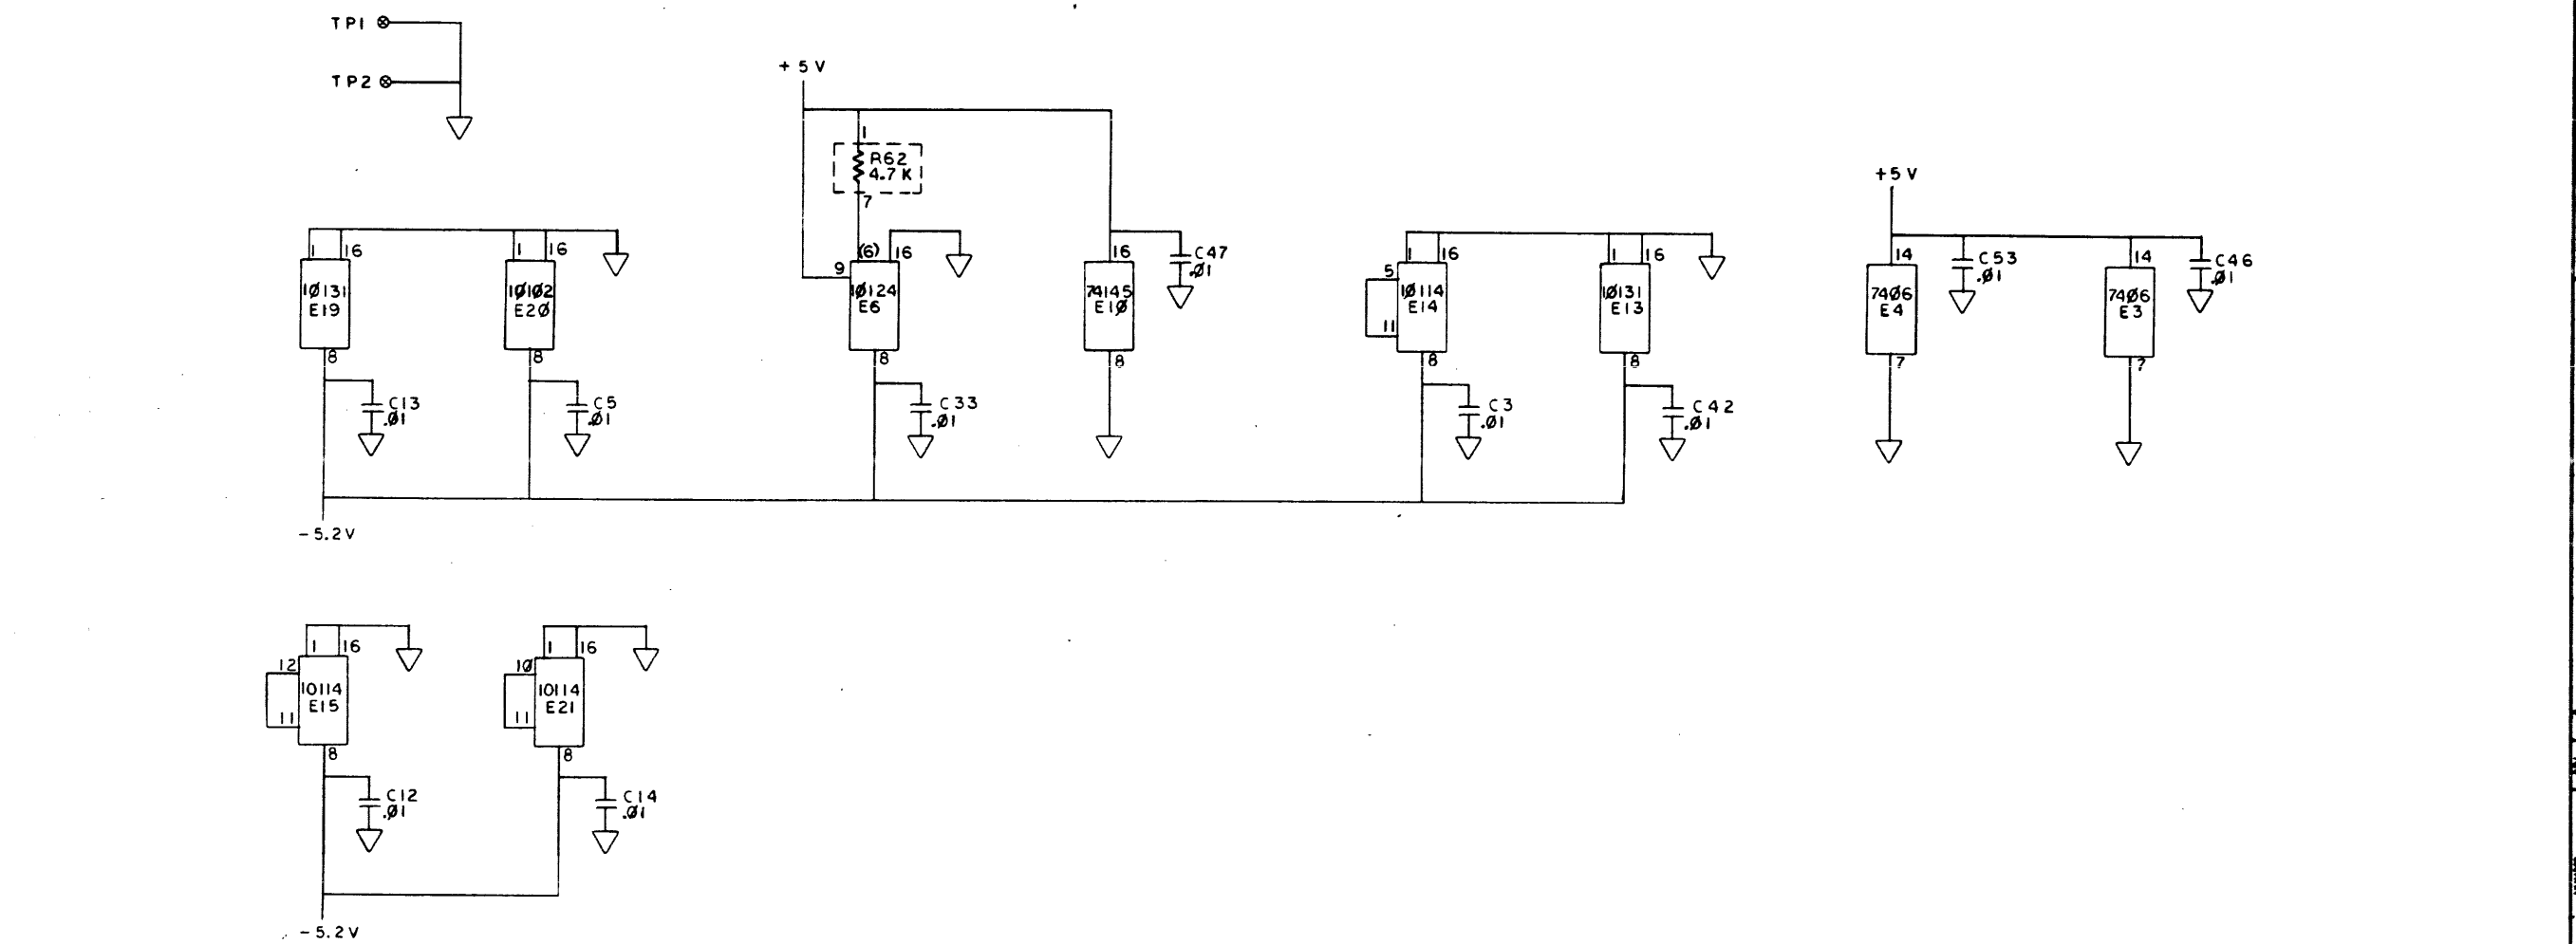 TP1
TP2
+5V
1
R62
4.7K
7
+5V
1 16
1 16
9 (6) 16
16
C47
.Ø1
1 16
1 16
14
C53
.Ø1
14
C46
.Ø1
1Ø131
E19
1Ø1Ø2
E2Ø
1Ø124
E6
74145
E1Ø
5
1Ø114
E14
11
1Ø131
E13
74Ø6
E4
74Ø6
E3
8
8
8
8
8
8
7
7
C13
.Ø1
C5
.Ø1
C33
.Ø1
C3
.Ø1
C42
.Ø1
-5.2V
1 16
1 16
12
10114
E15
11
1Ø
10114
E21
11
8
8
C12
.Ø1
C14
.Ø1
-5.2V